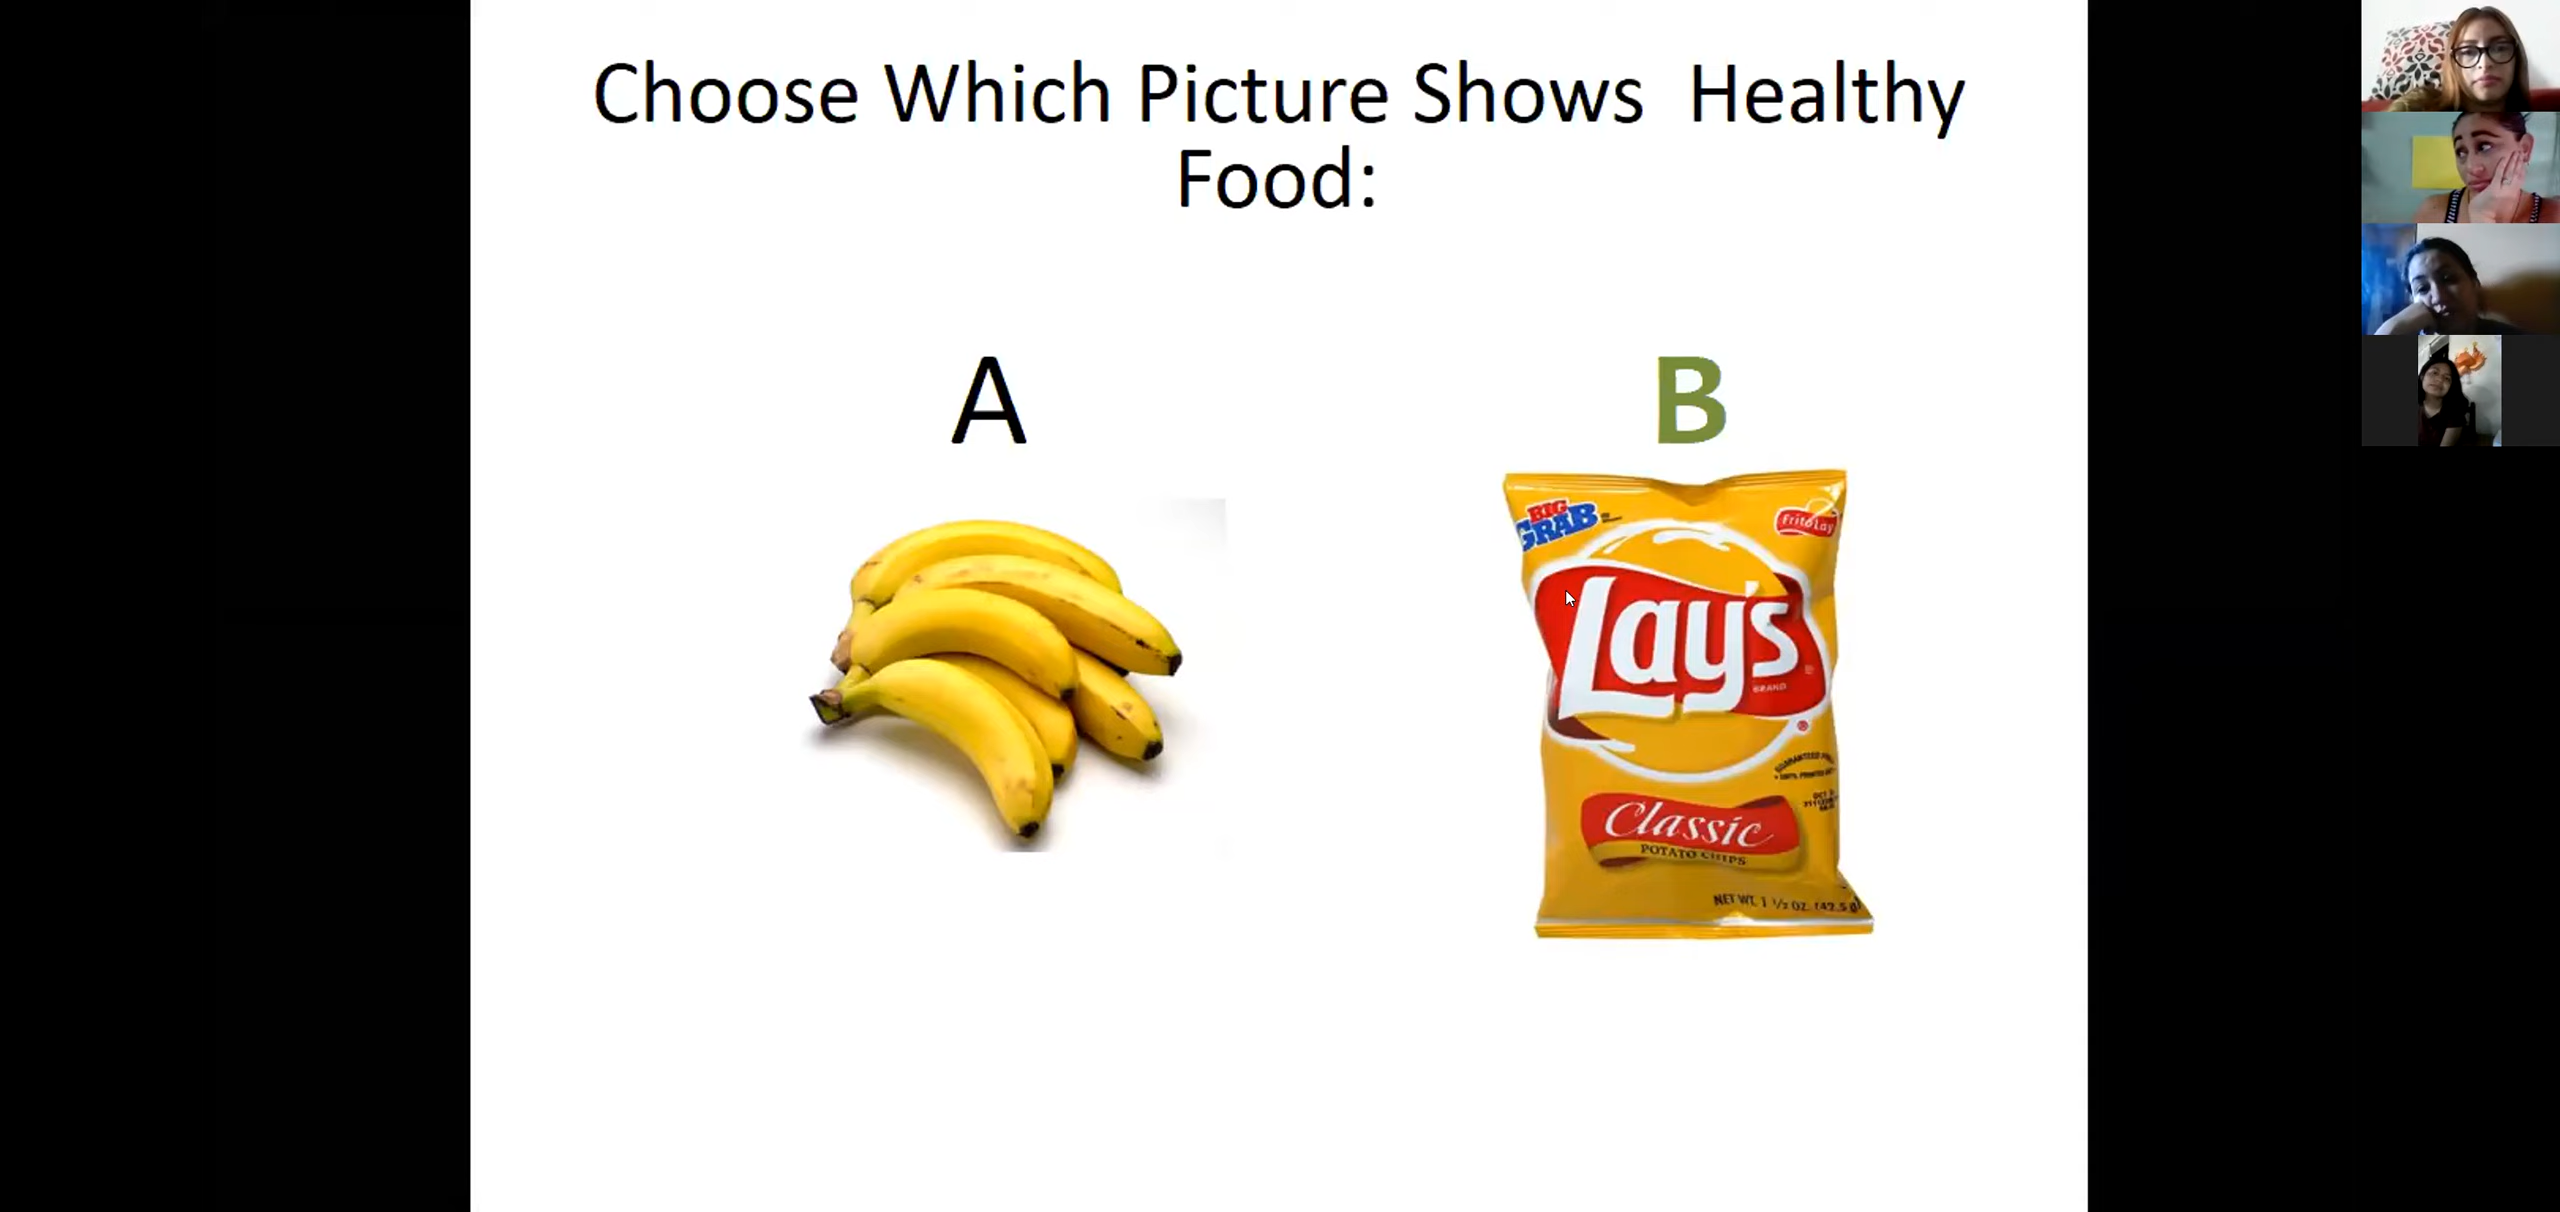 Choose Which Picture Shows  Healthy
Food:
A
B
BIG
GRAB
Frito Lay
Lay's
BRAND
Classic
POTATO CHIPS
NET WT. 1 ½ OZ. (42.5 g)